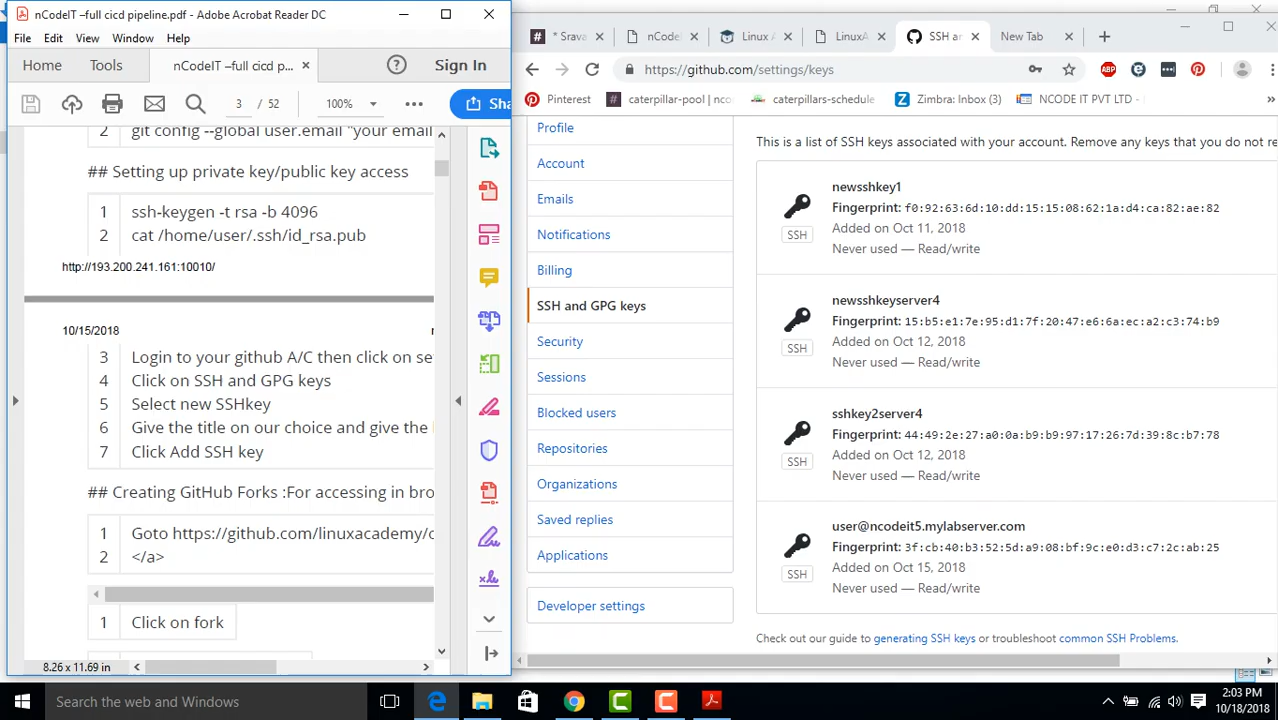 nCodeIT –full cicd pipeline.pdf - Adobe Acrobat Reader DC
File Edit View Window Help
Home Tools nCodeIT –full cicd p... × ? Sign In
3 / 52 100% Sha
2 git config --global user.email "your email
## Setting up private key/public key access
1 ssh-keygen -t rsa -b 4096
2 cat /home/user/.ssh/id_rsa.pub
http://193.200.241.161:10010/
10/15/2018
3 Login to your github A/C then click on se
4 Click on SSH and GPG keys
5 Select new SSHkey
6 Give the title on our choice and give the
7 Click Add SSH key
## Creating GitHub Forks :For accessing in bro
1 Goto https://github.com/linuxacademy/c
2 </a>
1 Click on fork
8.26 x 11.69 in
# * Srava nCodeI Linux A LinuxA SSH an New Tab
https://github.com/settings/keys
Pinterest caterpillar-pool | nco caterpillars-schedule Zimbra: Inbox (3) NCODE IT PVT LTD -
ABP
Profile
Account
Emails
Notifications
Billing
SSH and GPG keys
Security
Sessions
Blocked users
Repositories
Organizations
Saved replies
Applications
Developer settings
This is a list of SSH keys associated with your account. Remove any keys that you do not re
newsshkey1
Fingerprint: f0:92:63:6d:10:dd:15:15:08:62:1a:d4:ca:82:ae:82
Added on Oct 11, 2018
Never used — Read/write
SSH
newsshkeyserver4
Fingerprint: 15:b5:e1:7e:95:d1:7f:20:47:e6:6a:ec:a2:c3:74:b9
Added on Oct 12, 2018
Never used — Read/write
SSH
sshkey2server4
Fingerprint: 44:49:2e:27:a0:0a:b9:b9:97:17:26:7d:39:8c:b7:78
Added on Oct 12, 2018
Never used — Read/write
SSH
user@ncodeit5.mylabserver.com
Fingerprint: 3f:cb:40:b3:52:5d:a9:08:bf:9c:e0:d3:c7:2c:ab:25
Added on Oct 15, 2018
Never used — Read/write
SSH
Check out our guide to generating SSH keys or troubleshoot common SSH Problems.
Search the web and Windows
2:03 PM
10/18/2018